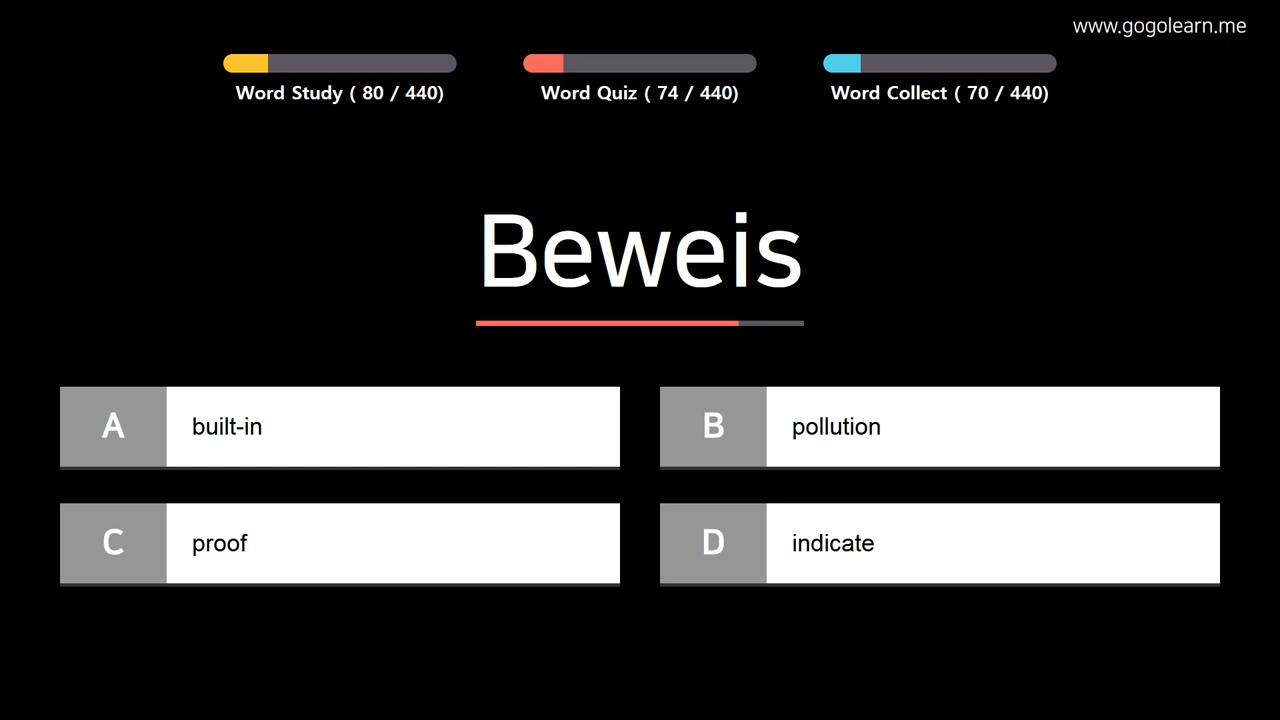 www.gogolearn.me
Word Study ( 80 / 440)
Word Quiz ( 74 / 440)
Word Collect ( 70 / 440)
Beweis
A built-in
B pollution
C proof
D indicate